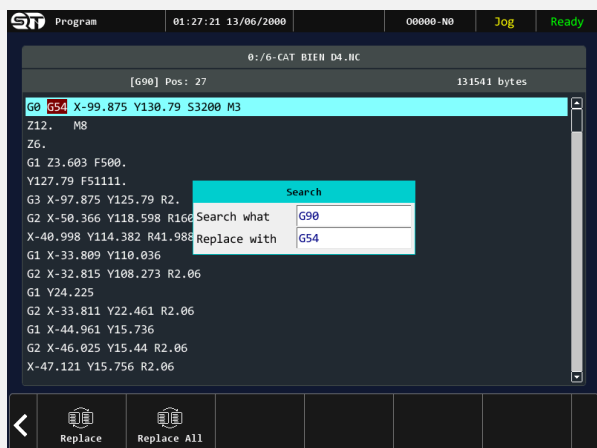 ST Program 01:27:21 13/06/2000 O0000-N0 Jog Ready
0:/6-CAT BIEN D4.NC
[G90] Pos: 27 131541 bytes
G0 G54 X-99.875 Y130.79 S3200 M3
Z12. M8
Z6.
G1 Z3.603 F500.
Y127.79 F51111.
G3 X-97.875 Y125.79 R2.
G2 X-50.366 Y118.598 R160
X-40.998 Y114.382 R41.988
G1 X-33.809 Y110.036
G2 X-32.815 Y108.273 R2.06
G1 Y24.225
G2 X-33.811 Y22.461 R2.06
G1 X-44.961 Y15.736
G2 X-46.025 Y15.44 R2.06
X-47.121 Y15.756 R2.06
Search
Search what G90
Replace with G54
Replace Replace All